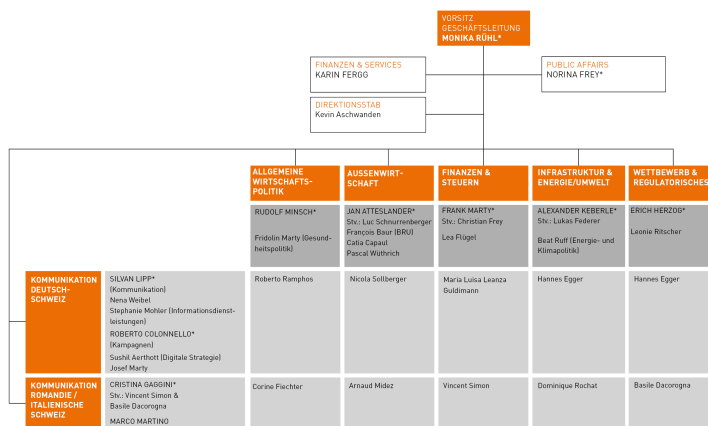 VORSITZ
GESCHÄFTSLEITUNG
MONIKA RÜHL*
FINANZEN & SERVICES
KARIN FERGG
PUBLIC AFFAIRS
NORINA FREY*
DIREKTIONSSTAB
Kevin Aschwanden
ALLGEMEINE
WIRTSCHAFTS-
POLITIK
AUSSENWIRT-
SCHAFT
FINANZEN &
STEUERN
INFRASTRUKTUR &
ENERGIE/UMWELT
WETTBEWERB &
REGULATORISCHES
RUDOLF MINSCH*
Fridolin Marty (Gesund-
heitspolitik)
JAN ATTESLANDER*
Stv.: Luc Schnurrenberger
François Baur (BRU)
Catia Capaul
Pascal Wüthrich
FRANK MARTY*
Stv.: Christian Frey
Lea Flügel
ALEXANDER KEBERLE*
Stv.: Lukas Federer
Beat Ruff (Energie- und
Klimapolitik)
ERICH HERZOG*
Leonie Ritscher
KOMMUNIKATION
DEUTSCH-
SCHWEIZ
SILVAN LIPP*
(Kommunikation)
Nena Weibel
Stephanie Mohler (Informationsdienst-
leistungen)
ROBERTO COLONNELLO*
(Kampagnen)
Sushil Aerthott (Digitale Strategie)
Josef Marty
Roberto Ramphos
Nicola Sollberger
Maria Luisa Leanza
Guldimann
Hannes Egger
Hannes Egger
KOMMUNIKATION
ROMANDIE /
ITALIENISCHE
SCHWEIZ
CRISTINA GAGGINI*
Stv.: Vincent Simon &
Basile Dacorogna
MARCO MARTINO
Corine Fiechter
Arnaud Midez
Vincent Simon
Dominique Rochat
Basile Dacorogna